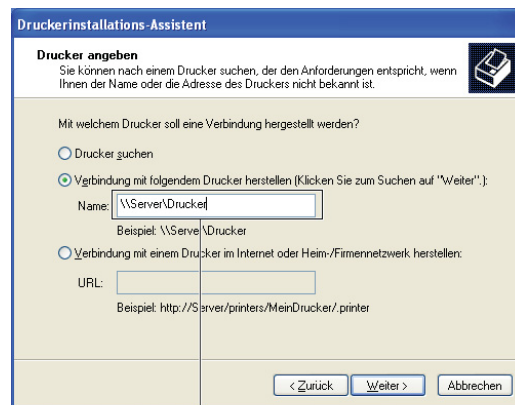 Druckerinstallations-Assistent
Drucker angeben
Sie können nach einem Drucker suchen, der den Anforderungen entspricht, wenn
Ihnen der Name oder die Adresse des Druckers nicht bekannt ist.
Mit welchem Drucker soll eine Verbindung hergestellt werden?
Drucker suchen
Verbindung mit folgendem Drucker herstellen (Klicken Sie zum Suchen auf "Weiter".):
Name: \\Server\Drucker
Beispiel: \\Server\Drucker
Verbindung mit einem Drucker im Internet oder Heim-/Firmennetzwerk herstellen:
URL:
Beispiel: http://Server/printers/MeinDrucker/.printer
< Zurück Weiter > Abbrechen